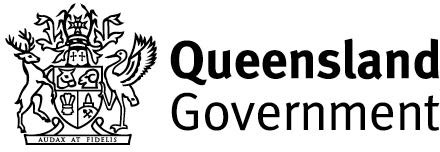 Queensland
Government
AUDAX AT FIDELIS